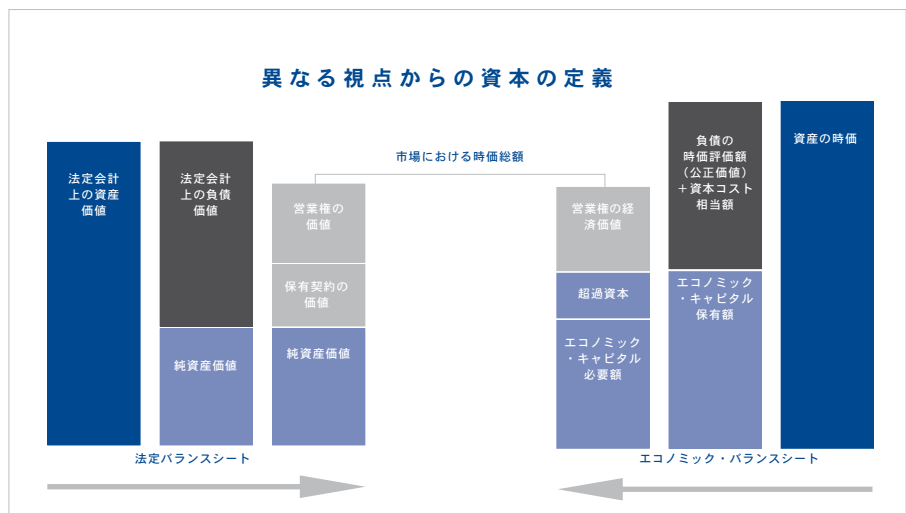 異なる視点からの資本の定義
市場における時価総額
法定会計
上の資産
価値
法定会計
上の負債
価値
純資産価値
営業権の
価値
保有契約の
価値
純資産価値
営業権の経
済価値
超過資本
エコノミック
・キャピタル
必要額
負債の
時価評価額
（公正価値）
＋資本コスト
相当額
エコノミック
・キャピタル
保有額
資産の時価
法定バランスシート
エコノミック・バランスシート